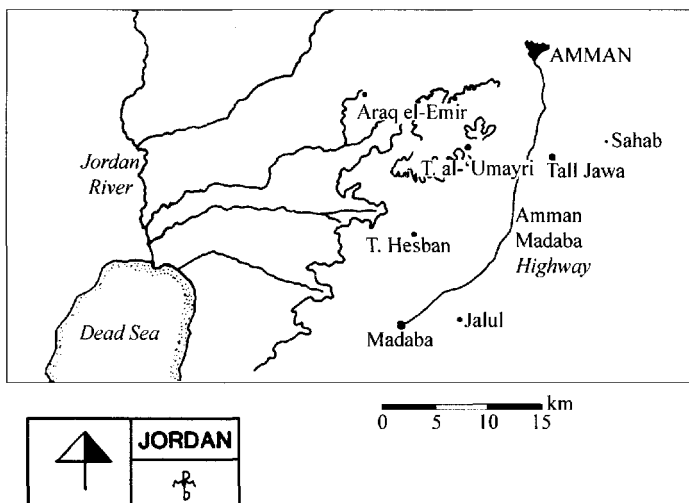 AMMAN
Araq el-Emir
Sahab
Jordan
River
T. al-ʿUmayri
Tall Jawa
Amman
Madaba
Highway
T. Hesban
Dead Sea
Madaba
Jalul
km
0 5 10 15
JORDAN